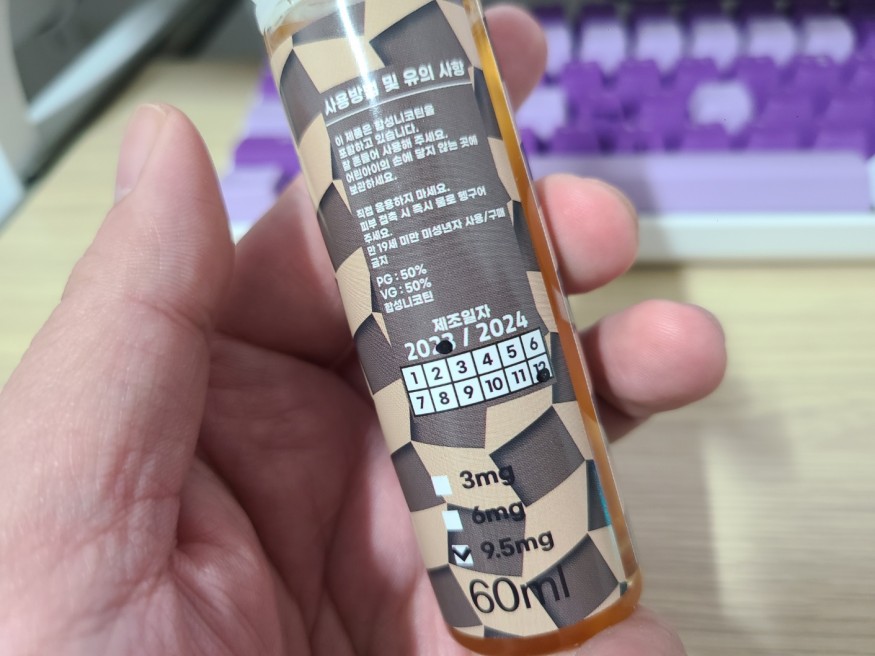 사용방법 및 유의 사항
이 제품은 합성니코틴을
포함하고 있습니다.
잘 흔들어 사용해 주세요.
어린아이의 손에 닿지 않는 곳에
보관하세요.
직접 음용하지 마세요.
피부 접촉 시 즉시 물로 헹구어
주세요.
만 19세 미만 미성년자 사용/구매
금지
PG : 50%
VG : 50%
합성니코틴
제조일자
2023 / 2024
1 2 3 4 5 6
7 8 9 10 11 12
3mg
6mg
9.5mg
60ml